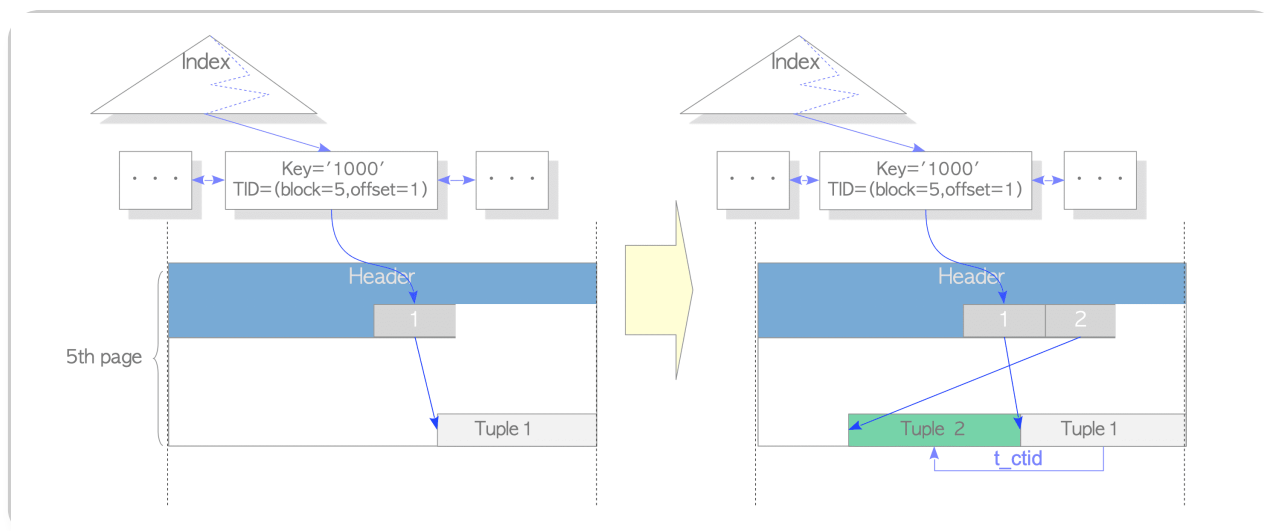 Index
Key='1000'
TID=(block=5,offset=1)
· · ·
· · ·
Header
1
5th page
Tuple 1
Index
Key='1000'
TID=(block=5,offset=1)
· · ·
· · ·
Header
1 2
Tuple 2 Tuple 1
t_ctid